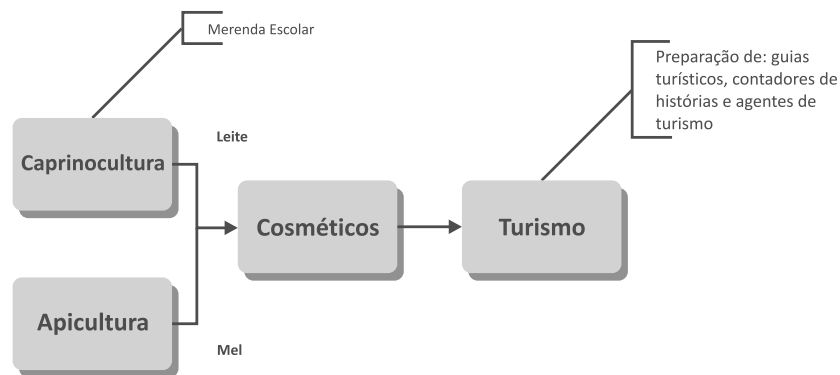 Merenda Escolar
Preparação de: guias
turísticos, contadores de
histórias e agentes de
turismo
Leite
Caprinocultura
Cosméticos
Turismo
Apicultura
Mel